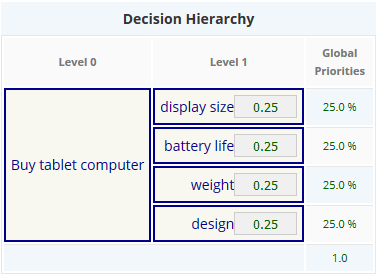 Decision Hierarchy
Level 0 Level 1 Global Priorities
Buy tablet computer
display size 0.25 25.0 %
battery life 0.25 25.0 %
weight 0.25 25.0 %
design 0.25 25.0 %
1.0